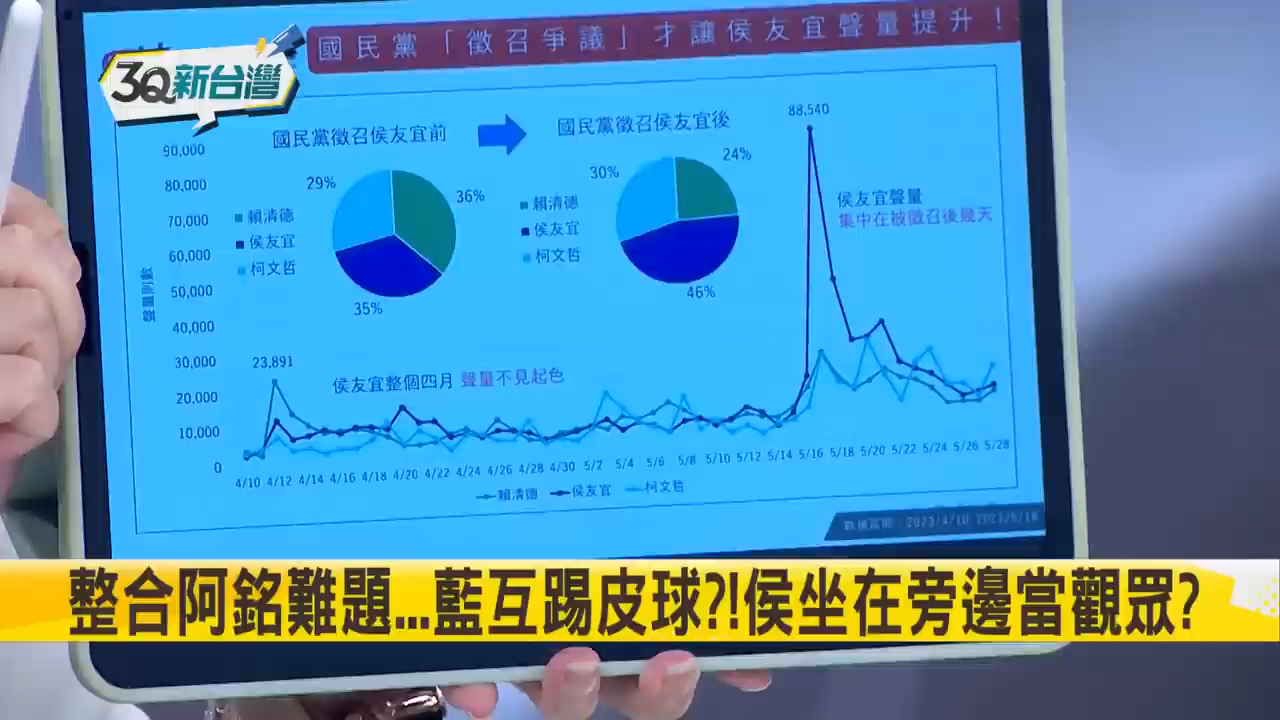 國民黨「徵召爭議」才讓侯友宜聲量提升！
3Q新台灣
國民黨徵召侯友宜前
國民黨徵召侯友宜後
88,540
90,000
80,000
70,000
60,000
50,000
40,000
30,000
20,000
10,000
0
聲量則數
29%
36%
35%
賴清德
侯友宜
柯文哲
30%
24%
46%
賴清德
侯友宜
柯文哲
侯友宜聲量
集中在被徵召後幾天
23,891
侯友宜整個四月 聲量不見起色
4/10 4/12 4/14 4/16 4/18 4/20 4/22 4/24 4/26 4/28 4/30 5/2 5/4 5/6 5/8 5/10 5/12 5/14 5/16 5/18 5/20 5/22 5/24 5/26 5/28
賴清德 侯友宜 柯文哲
整合阿銘難題...藍互踢皮球?!侯坐在旁邊當觀眾?